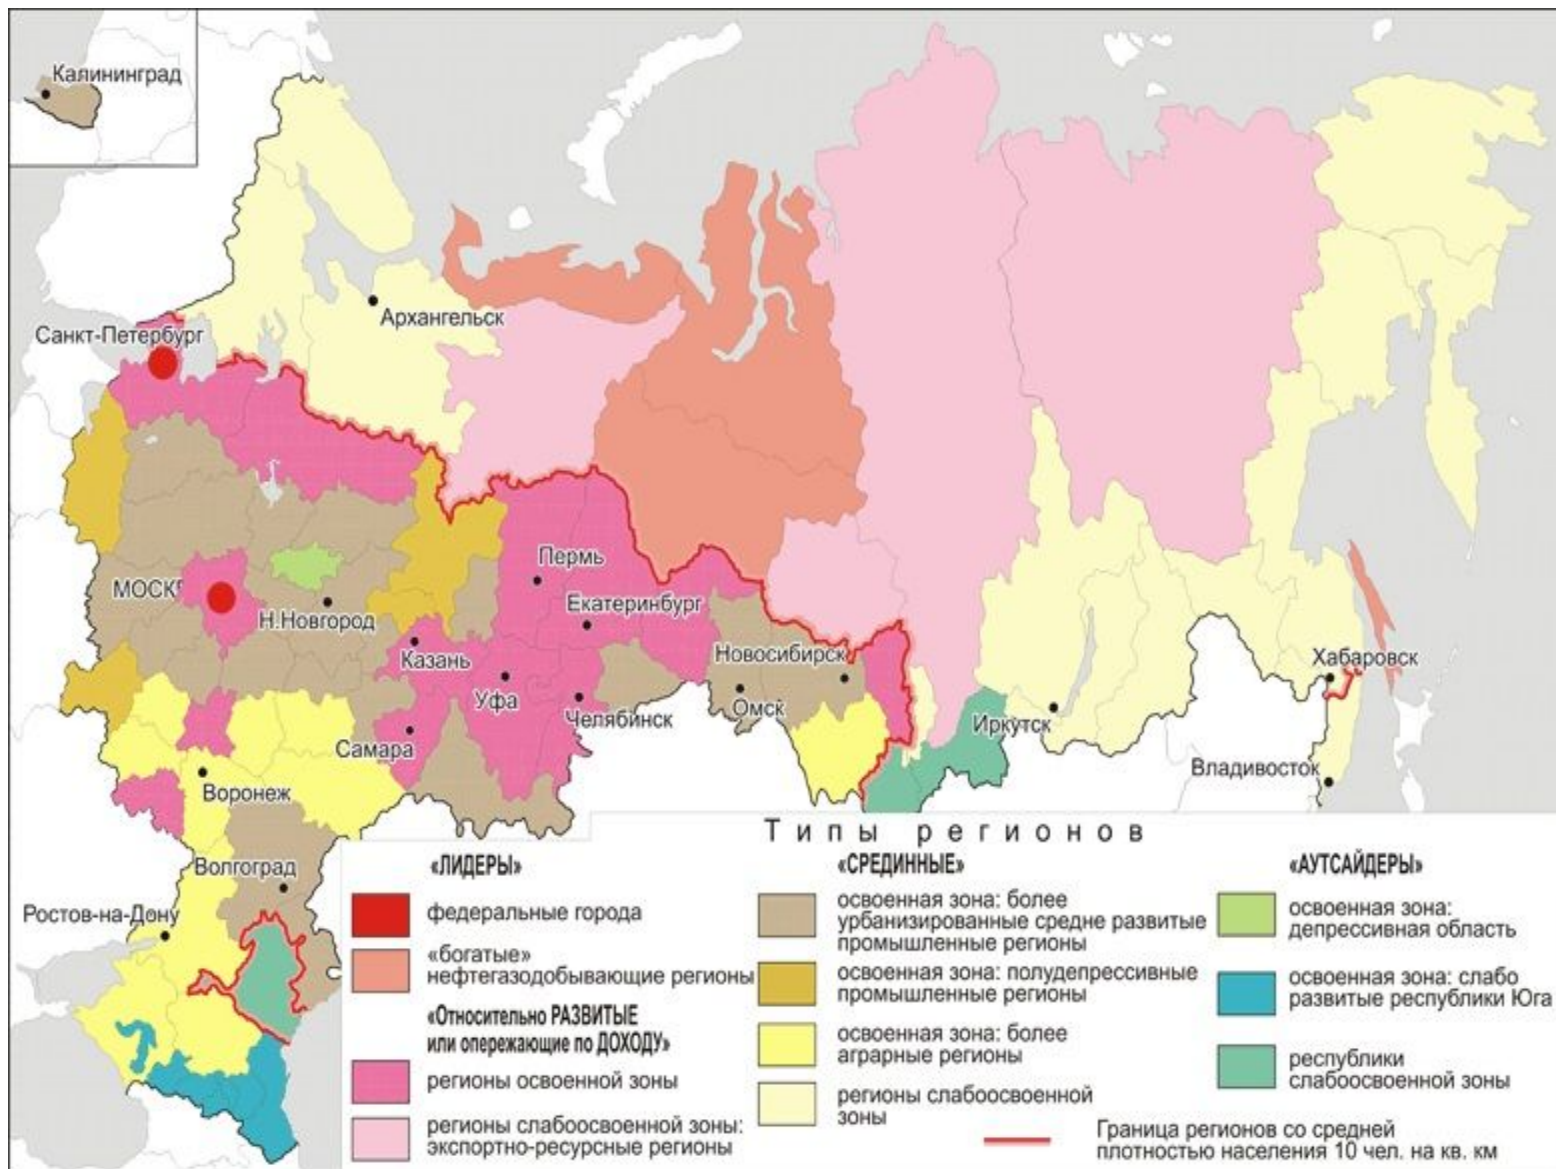 Калининград
Санкт-Петербург
Архангельск
МОСК
Н.Новгород
Пермь
Екатеринбург
Казань
Уфа
Челябинск
Самара
Новосибирск
Омск
Иркутск
Хабаровск
Владивосток
Воронеж
Волгоград
Ростов-на-Дону
Типы регионов
«ЛИДЕРЫ»
федеральные города
«богатые»
нефтегазодобывающие регионы
«Относительно РАЗВИТЫЕ
или опережающие по ДОХОДУ»
регионы освоенной зоны
регионы слабоосвоенной зоны:
экспортно-ресурсные регионы
«СРЕДИННЫЕ»
освоенная зона: более
урбанизированные средне развитые
промышленные регионы
освоенная зона: полудепрессивные
промышленные регионы
освоенная зона: более
аграрные регионы
регионы слабоосвоенной
зоны
«АУТСАЙДЕРЫ»
освоенная зона:
депрессивная область
освоенная зона: слабо
развитые республики Юга
республики
слабоосвоенной зоны
Граница регионов со средней
плотностью населения 10 чел. на кв. км